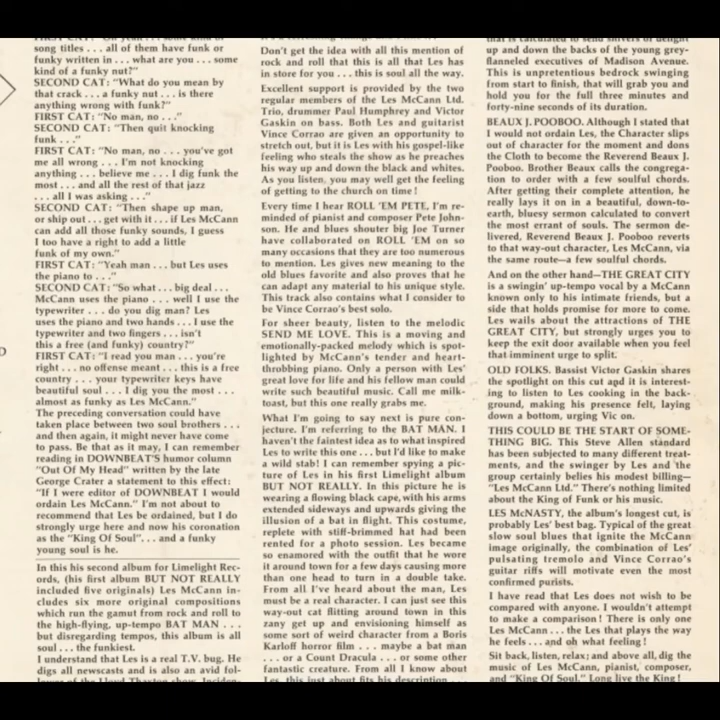 song titles . . . all of them have funk or
funky written in . . . what are you . . . some
kind of a funky nut?"
SECOND CAT: "What do you mean by
that crack . . . a funky nut . . . is there
anything wrong with funk?"
FIRST CAT: "No man, no . . ."
SECOND CAT: "Then quit knocking
funk . . ."
FIRST CAT: "No man, no . . . you've got
me all wrong . . . I'm not knocking
anything . . . believe me . . . I dig funk the
most . . . and all the rest of that jazz
. . . all I was asking . . ."
SECOND CAT: "Then shape up man,
or ship out . . . get with it . . . if Les McCann
can add all those funky sounds, I guess
I too have a right to add a little
funk of my own."
FIRST CAT: "Yeah man . . . but Les uses
the piano to . . ."
SECOND CAT: "So what . . . big deal . . .
McCann uses the piano . . . well I use the
typewriter . . . do you dig man? Les
uses the piano and two hands . . . I use the
typewriter and two fingers . . . isn't
this a free (and funky) country?"
FIRST CAT: "I read you man . . . you're
right . . . no offense meant . . . this is a free
country . . . your typewriter keys have
beautiful soul . . . I dig you the most . . .
almost as funky as Les McCann."
The preceding conversation could have
taken place between two soul brothers . . .
and then again, it might never have come
to pass. Be that as it may, I can remember
reading in DOWNBEAT'S humor column
"Out Of My Head" written by the late
George Crater a statement to this effect:
"If I were editor of DOWNBEAT I would
ordain Les McCann." I'm not about to
recommend that Les be ordained, but I do
strongly urge here and now his coronation
as the "King Of Soul". . . and a funky
young soul is he.
In this his second album for Limelight Rec-
ords, (his first album BUT NOT REALLY
included five originals) Les McCann in-
cludes six more original compositions
which run the gamut from rock and roll to
the high-flying, up-tempo BAT MAN . . .
but disregarding tempos, this album is all
soul . . . the funkiest.
I understand that Les is a real T.V. bug. He
digs all newscasts and is also an avid fol-
Don't get the idea with all this mention of
rock and roll that this is all that Les has
in store for you . . . this is soul all the way.
Excellent support is provided by the two
regular members of the Les McCann Ltd.
Trio, drummer Paul Humphrey and Victor
Gaskin on bass. Both Les and guitarist
Vince Corrao are given an opportunity to
stretch out, but it is Les with his gospel-like
feeling who steals the show as he preaches
his way up and down the black and whites.
As you listen, you may well get the feeling
of getting to the church on time!
Every time I hear ROLL 'EM PETE, I'm re-
minded of pianist and composer Pete John-
son. He and blues shouter big Joe Turner
have collaborated on ROLL 'EM on so
many occasions that they are too numerous
to mention. Les gives new meaning to the
old blues favorite and also proves that he
can adapt any material to his unique style.
This track also contains what I consider to
be Vince Corrao's best solo.
For sheer beauty, listen to the melodic
SEND ME LOVE. This is a moving and
emotionally-packed melody which is spot-
lighted by McCann's tender and heart-
throbbing piano. Only a person with Les'
great love for life and his fellow man could
write such beautiful music. Call me milk-
toast, but this one really grabs me.
What I'm going to say next is pure con-
jecture. I'm referring to the BAT MAN. I
haven't the faintest idea as to what inspired
Les to write this one . . . but I'd like to make
a wild stab! I can remember spying a pic-
ture of Les in his first Limelight album
BUT NOT REALLY. In this picture he is
wearing a flowing black cape, with his arms
extended sideways and upwards giving the
illusion of a bat in flight. This costume,
replete with stiff-brimmed hat had been
rented for a photo session. Les became
so enamored with the outfit that he wore
it around town for a few days causing more
than one head to turn in a double take.
From all I've heard about the man, Les
must be a real character. I can just see this
way-out cat flitting around town in this
zany get up and envisioning himself as
some sort of weird character from a Boris
Karloff horror film . . . maybe a bat man
. . . or a Count Dracula . . . or some other
fantastic creature. From all I know about
Les, this just about fits his description . . .
that is calculated to send shivers of delight
up and down the backs of the young grey-
flanneled executives of Madison Avenue.
This is unpretentious bedrock swinging
from start to finish, that will grab you and
hold you for the full three minutes and
forty-nine seconds of its duration.
BEAUX J. POOBOO. Although I stated that
I would not ordain Les, the Character slips
out of character for the moment and dons
the Cloth to become the Reverend Beaux J.
Pooboo. Brother Beaux calls the congrega-
tion to order with a few soulful chords.
After getting their complete attention, he
really lays it on in a beautiful, down-to-
earth, bluesy sermon calculated to convert
the most errant of souls. The sermon de-
livered, Reverend Beaux J. Pooboo reverts
to that way-out character, Les McCann, via
the same route—a few soulful chords.
And on the other hand—THE GREAT CITY
is a swingin' up-tempo vocal by a McCann
known only to his intimate friends, but a
side that holds promise for more to come.
Les wails about the attractions of THE
GREAT CITY, but strongly urges you to
keep the exit door available when you feel
that imminent urge to split.
OLD FOLKS. Bassist Victor Gaskin shares
the spotlight on this cut and it is interest-
ing to listen to Les cooking in the back-
ground, making his presence felt, laying
down a bottom, urging Vic on.
THIS COULD BE THE START OF SOME-
THING BIG. This Steve Allen standard
has been subjected to many different treat-
ments, and the swinger by Les and the
group certainly belies his modest billing—
"Les McCann Ltd." There's nothing limited
about the King of Funk or his music.
LES McNASTY, the album's longest cut, is
probably Les' best bag. Typical of the great
slow soul blues that ignite the McCann
image originally, the combination of Les'
pulsating tremolo and Vince Corrao's
guitar riffs will motivate even the most
confirmed purists.
I have read that Les does not wish to be
compared with anyone. I wouldn't attempt
to make a comparison! There is only one
Les McCann . . . the Les that plays the way
he feels . . . and oh what feeling!
Sit back, listen, relax; and above all, dig the
music of Les McCann, pianist, composer,
and "King Of Soul." Long live the King!